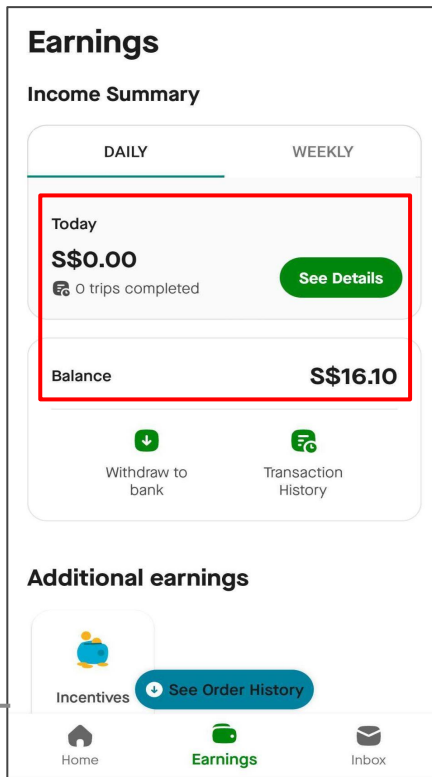 Earnings
Income Summary
DAILY WEEKLY
Today
S$0.00
0 trips completed
See Details
Balance S$16.10
Withdraw to Transaction
bank History
Additional earnings
Incentives
See Order History
Home Earnings Inbox